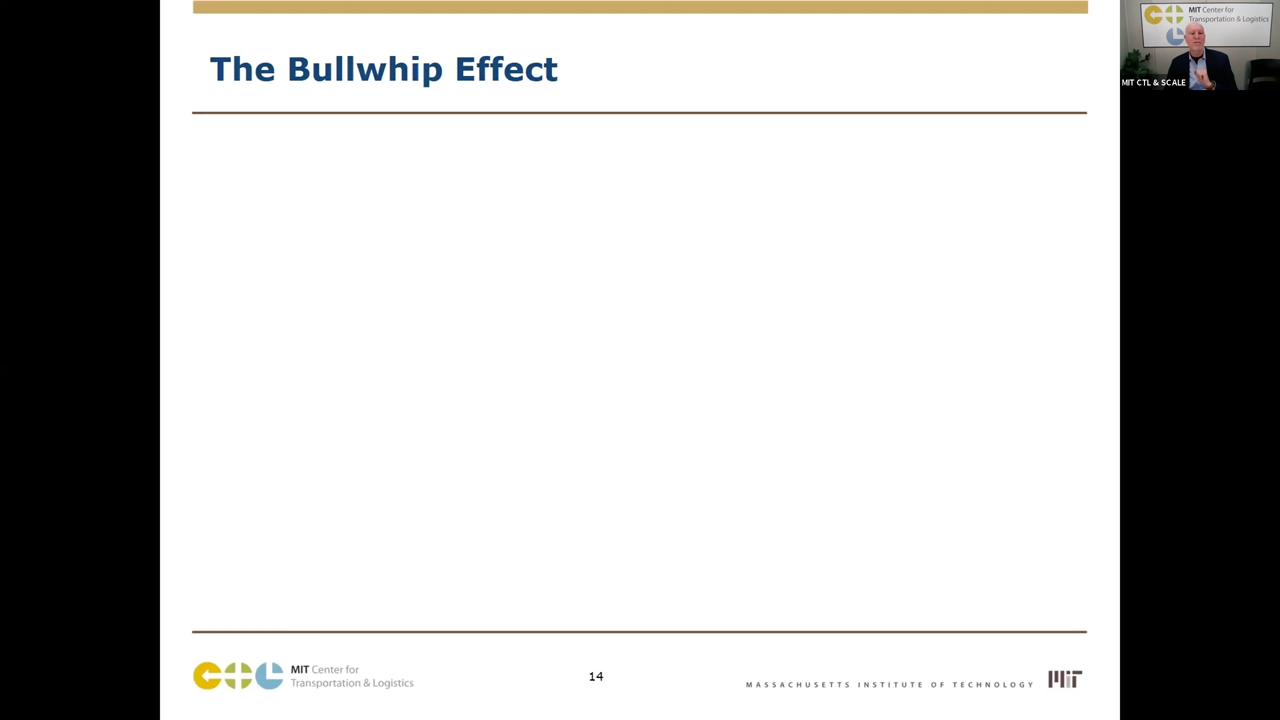 The Bullwhip Effect
MIT Center for
Transportation & Logistics
MIT CTL & SCALE
MIT Center for
Transportation & Logistics
14
MASSACHUSETTS INSTITUTE OF TECHNOLOGY
MIT